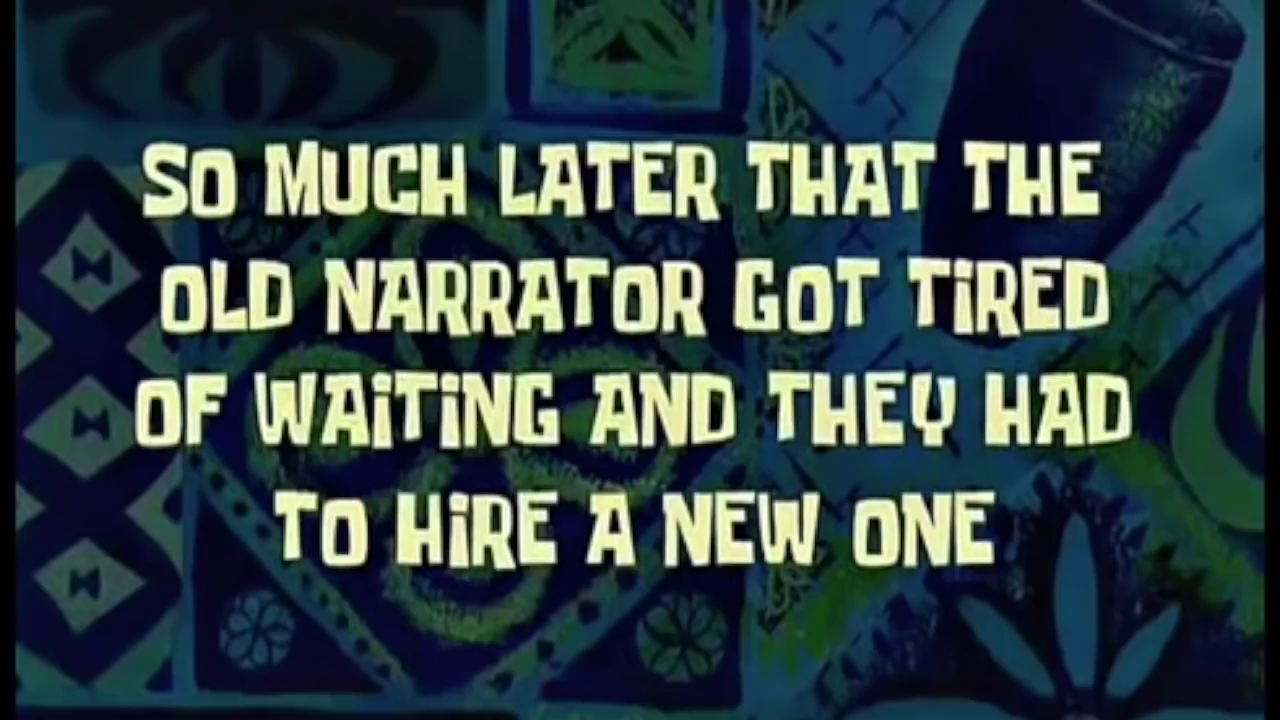 SO MUCH LATER THAT THE
OLD NARRATOR GOT TiRED
OF WAiTiNG AND THEY HAD
TO HiRE A NEW ONE